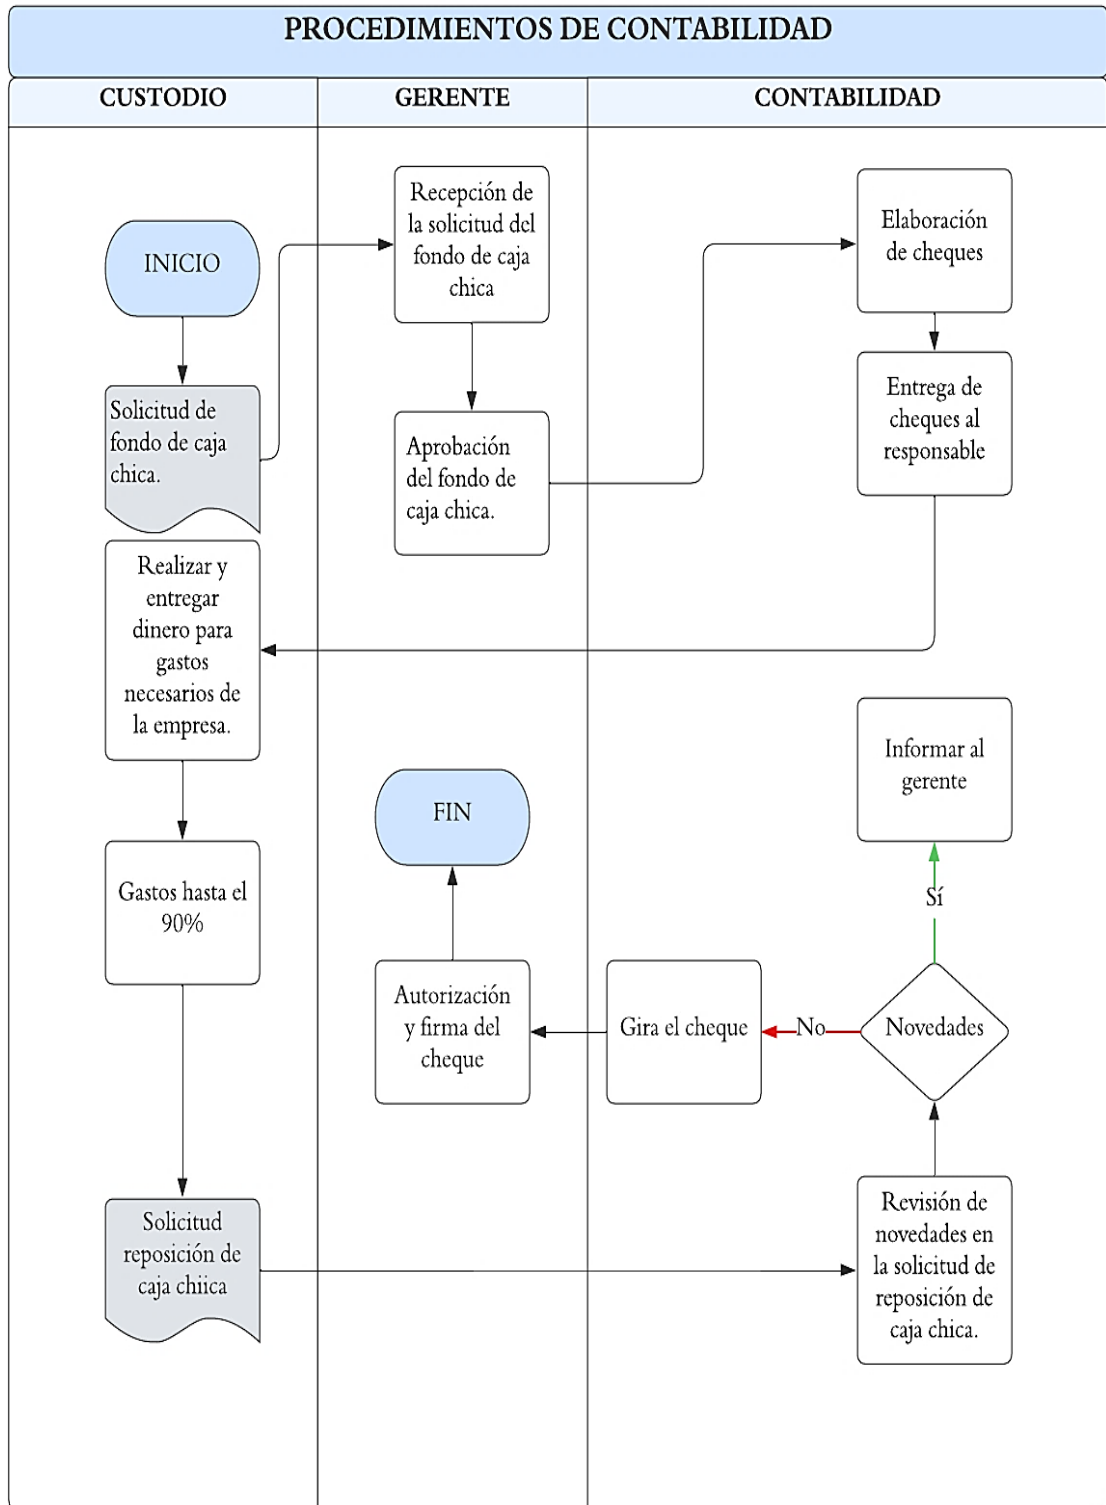 PROCEDIMIENTOS DE CONTABILIDAD
CUSTODIO
GERENTE
CONTABILIDAD
INICIO
Solicitud de
fondo de caja
chica.
Recepción de
la solicitud del
fondo de caja
chica
Aprobación
del fondo de
caja chica.
Elaboración
de cheques
Entrega de
cheques al
responsable
Realizar y
entregar
dinero para
gastos
necesarios de
la empresa.
Gastos hasta el
90%
Solicitud
reposición de
caja chiica
Revisión de
novedades en
la solicitud de
reposición de
caja chica.
Novedades
Sí
Informar al
gerente
No
Gira el cheque
Autorización
y firma del
cheque
FIN